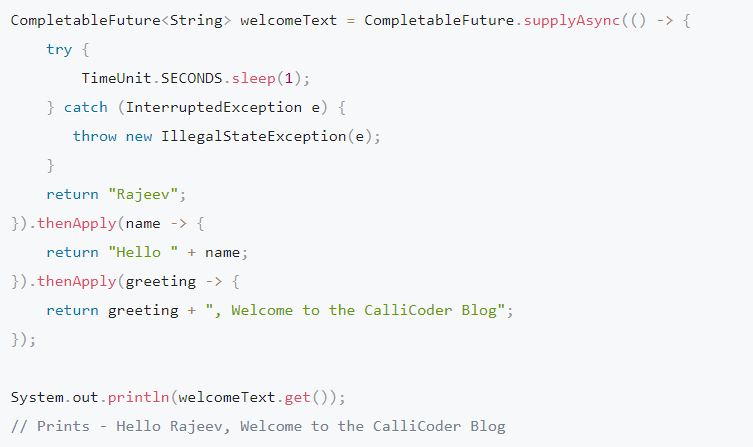 CompletableFuture<String> welcomeText = CompletableFuture.supplyAsync(() -> {
    try {
        TimeUnit.SECONDS.sleep(1);
    } catch (InterruptedException e) {
       throw new IllegalStateException(e);
    }
    return "Rajeev";
}).thenApply(name -> {
    return "Hello " + name;
}).thenApply(greeting -> {
    return greeting + ", Welcome to the CalliCoder Blog";
});

System.out.println(welcomeText.get());
// Prints - Hello Rajeev, Welcome to the CalliCoder Blog